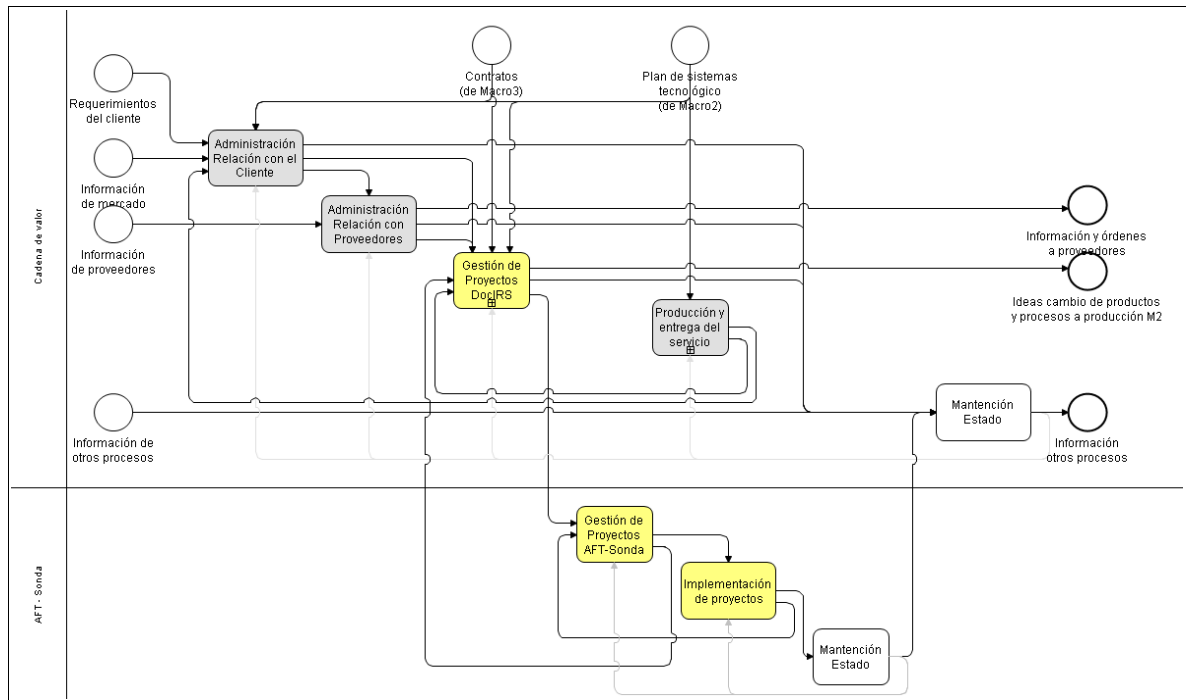 Cadena de valor
Requerimientos
del cliente
Contratos
(de Macro3)
Plan de sistemas
tecnológico
(de Macro2)
Administración
Relación con el
Cliente
Información
de mercado
Administración
Relación con
Proveedores
Información
de proveedores
Información y órdenes
a proveedores
Gestión de
Proyectos
DocIRS
Ideas cambio de productos
y procesos a producción M2
Producción y
entrega del
servicio
Mantención
Estado
Información de
otros procesos
Información
otros procesos
AFT - Sonda
Gestión de
Proyectos
AFT-Sonda
Implementación
de proyectos
Mantención
Estado